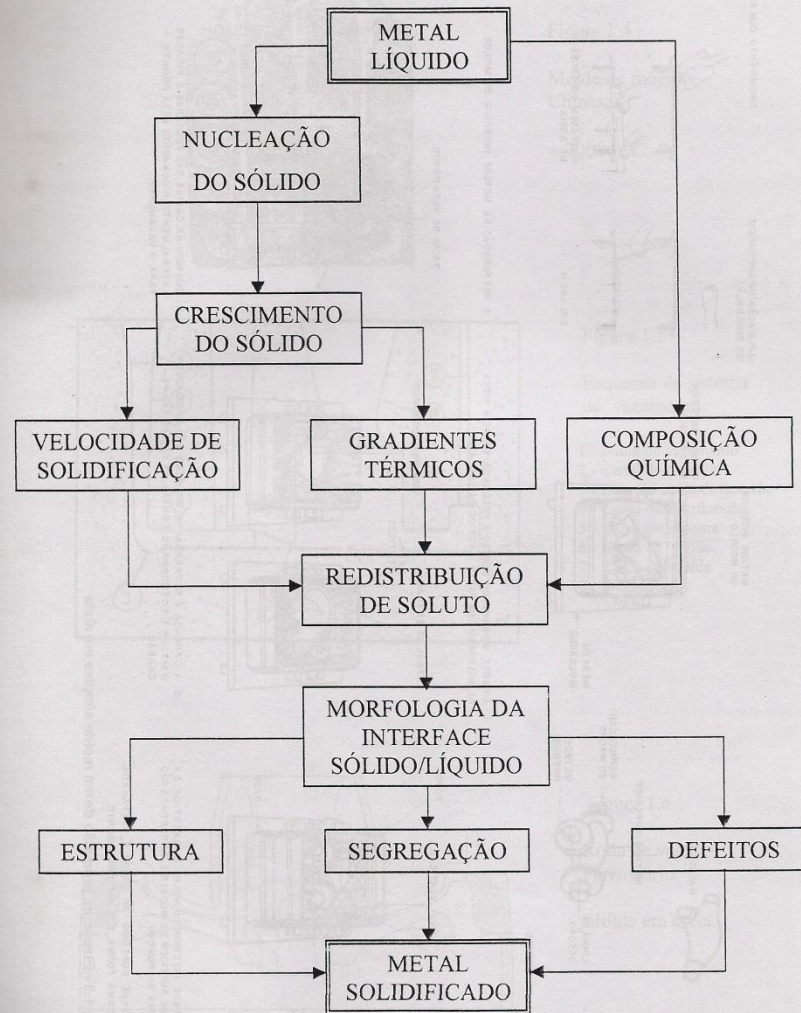 METAL
LÍQUIDO
NUCLEAÇÃO
DO SÓLIDO
CRESCIMENTO
DO SÓLIDO
VELOCIDADE DE
SOLIDIFICAÇÃO
GRADIENTES
TÉRMICOS
COMPOSIÇÃO
QUÍMICA
REDISTRIBUIÇÃO
DE SOLUTO
MORFOLOGIA DA
INTERFACE
SÓLIDO/LÍQUIDO
ESTRUTURA
SEGREGAÇÃO
DEFEITOS
METAL
SOLIDIFICADO